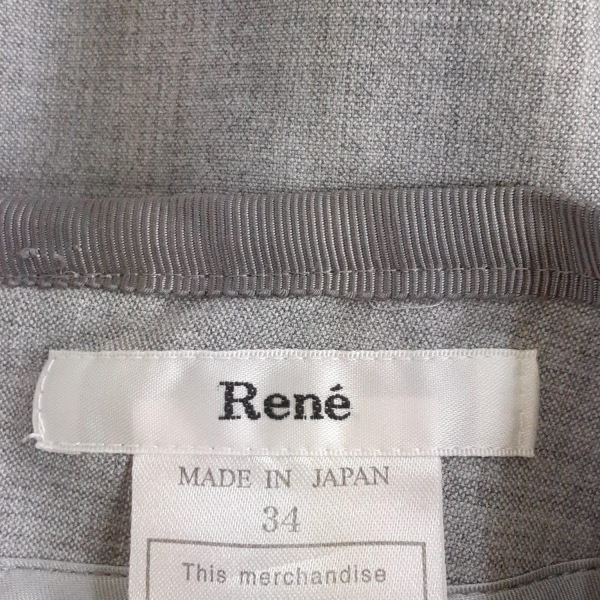 René
MADE IN JAPAN
34
This merchandise